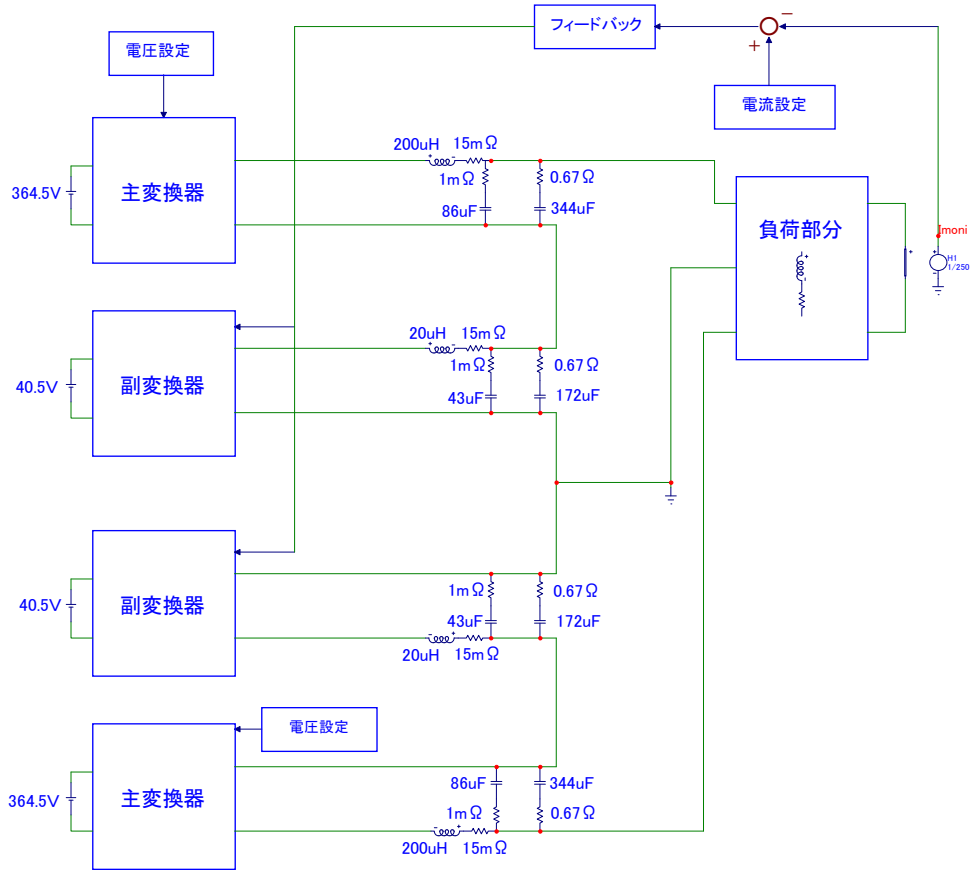 フィードバック
−
+
電圧設定
電流設定
200uH 15mΩ
1mΩ
0.67Ω
364.5V
主変換器
86uF
344uF
負荷部分
Imoni
H1
1/250
20uH 15mΩ
1mΩ
0.67Ω
40.5V
副変換器
43uF
172uF
40.5V
副変換器
1mΩ
0.67Ω
43uF
172uF
20uH 15mΩ
電圧設定
364.5V
主変換器
86uF
344uF
1mΩ
0.67Ω
200uH 15mΩ